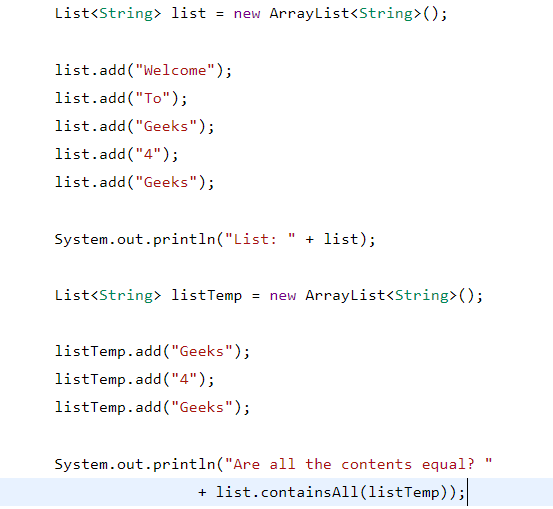 List<String> list = new ArrayList<String>();
list.add("Welcome");
list.add("To");
list.add("Geeks");
list.add("4");
list.add("Geeks");
System.out.println("List: " + list);
List<String> listTemp = new ArrayList<String>();
listTemp.add("Geeks");
listTemp.add("4");
listTemp.add("Geeks");
System.out.println("Are all the contents equal? "
+ list.containsAll(listTemp));